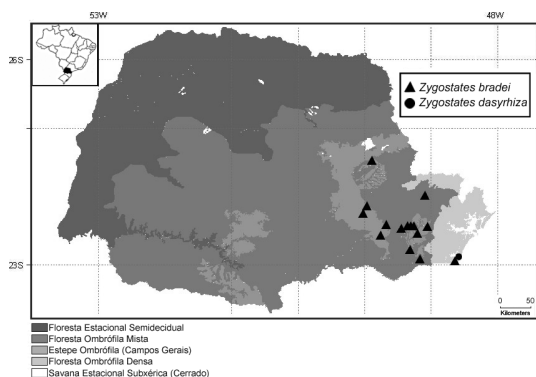 53W
48W
26S
Zygostates bradei
Zygostates dasyrhiza
23S
0 50
Kilometers
Floresta Estacional Semidecidual
Floresta Ombrófila Mista
Estepe Ombrófila (Campos Gerais)
Floresta Ombrófila Densa
Savana Estacional Subxérica (Cerrado)